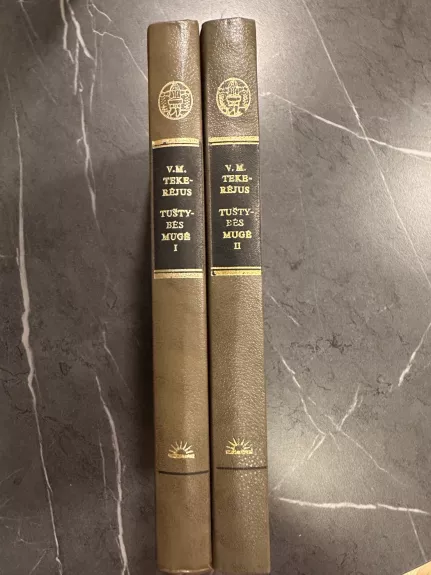 V.M.
TEKE-
RĖJUS
TUŠTY-
BĖS
MUGĖ
I
V. M.
TEKE-
RĖJUS
TUŠTY-
BĖS
MUGĖ
II